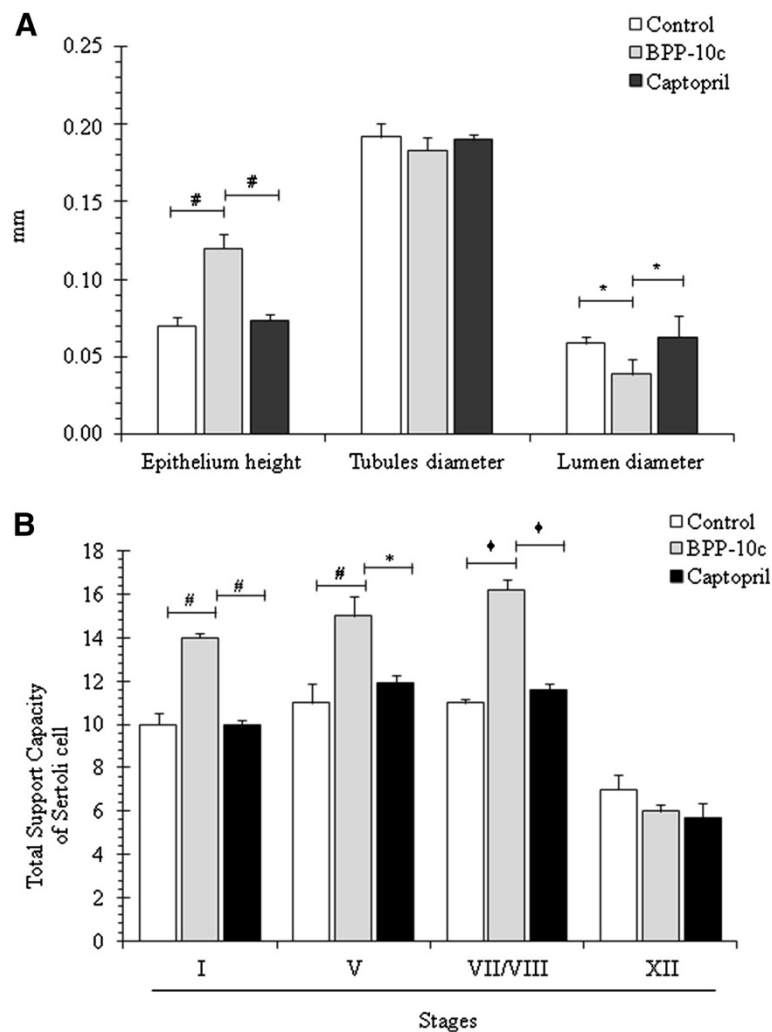 A
Control
BPP-10c
Captopril
mm
0.25
0.20
0.15
0.10
0.05
0.00
# #
* *
Epithelium height Tubules diameter Lumen diameter
B
Control
BPP-10c
Captopril
Total Support Capacity
of Sertoli cell
18
16
14
12
10
8
6
4
2
0
# #
# *
♦ ♦
I V VII/VIII XII
Stages